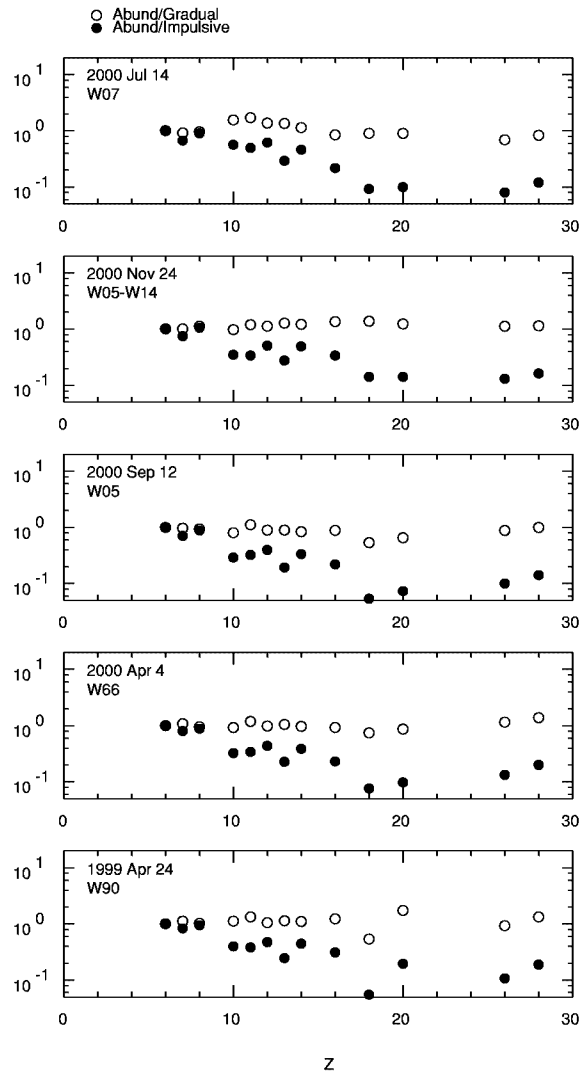 ○ Abund/Gradual
● Abund/Impulsive
2000 Jul 14
W07
10^1
10^0
10^-1
0 10 20 30
2000 Nov 24
W05-W14
10^1
10^0
10^-1
0 10 20 30
2000 Sep 12
W05
10^1
10^0
10^-1
0 10 20 30
2000 Apr 4
W66
10^1
10^0
10^-1
0 10 20 30
1999 Apr 24
W90
10^1
10^0
10^-1
0 10 20 30
Z